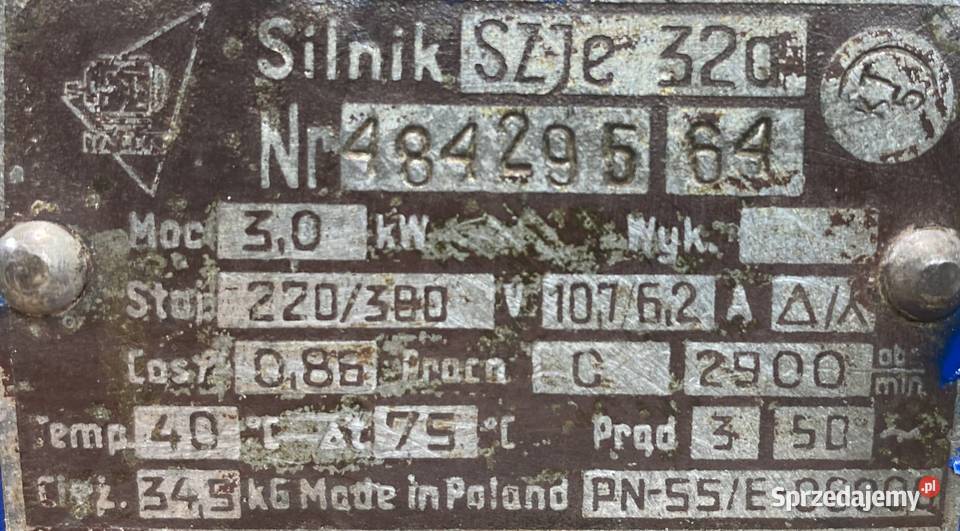 Silnik SZJe 32a KT 5
Nr 484295 64
Moc 3,0 kW Wyk.
Stoj. 220/380 V 10,7/6,2 A Δ/⅄
Cosφ 0,86 Praca C 2900 obr/min
Temp. 40 °C Δt 75 °C Prąd 3 50 ~
Cięż. 34,5 kG Made in Poland PN-55/E
Sprzedajemy.pl